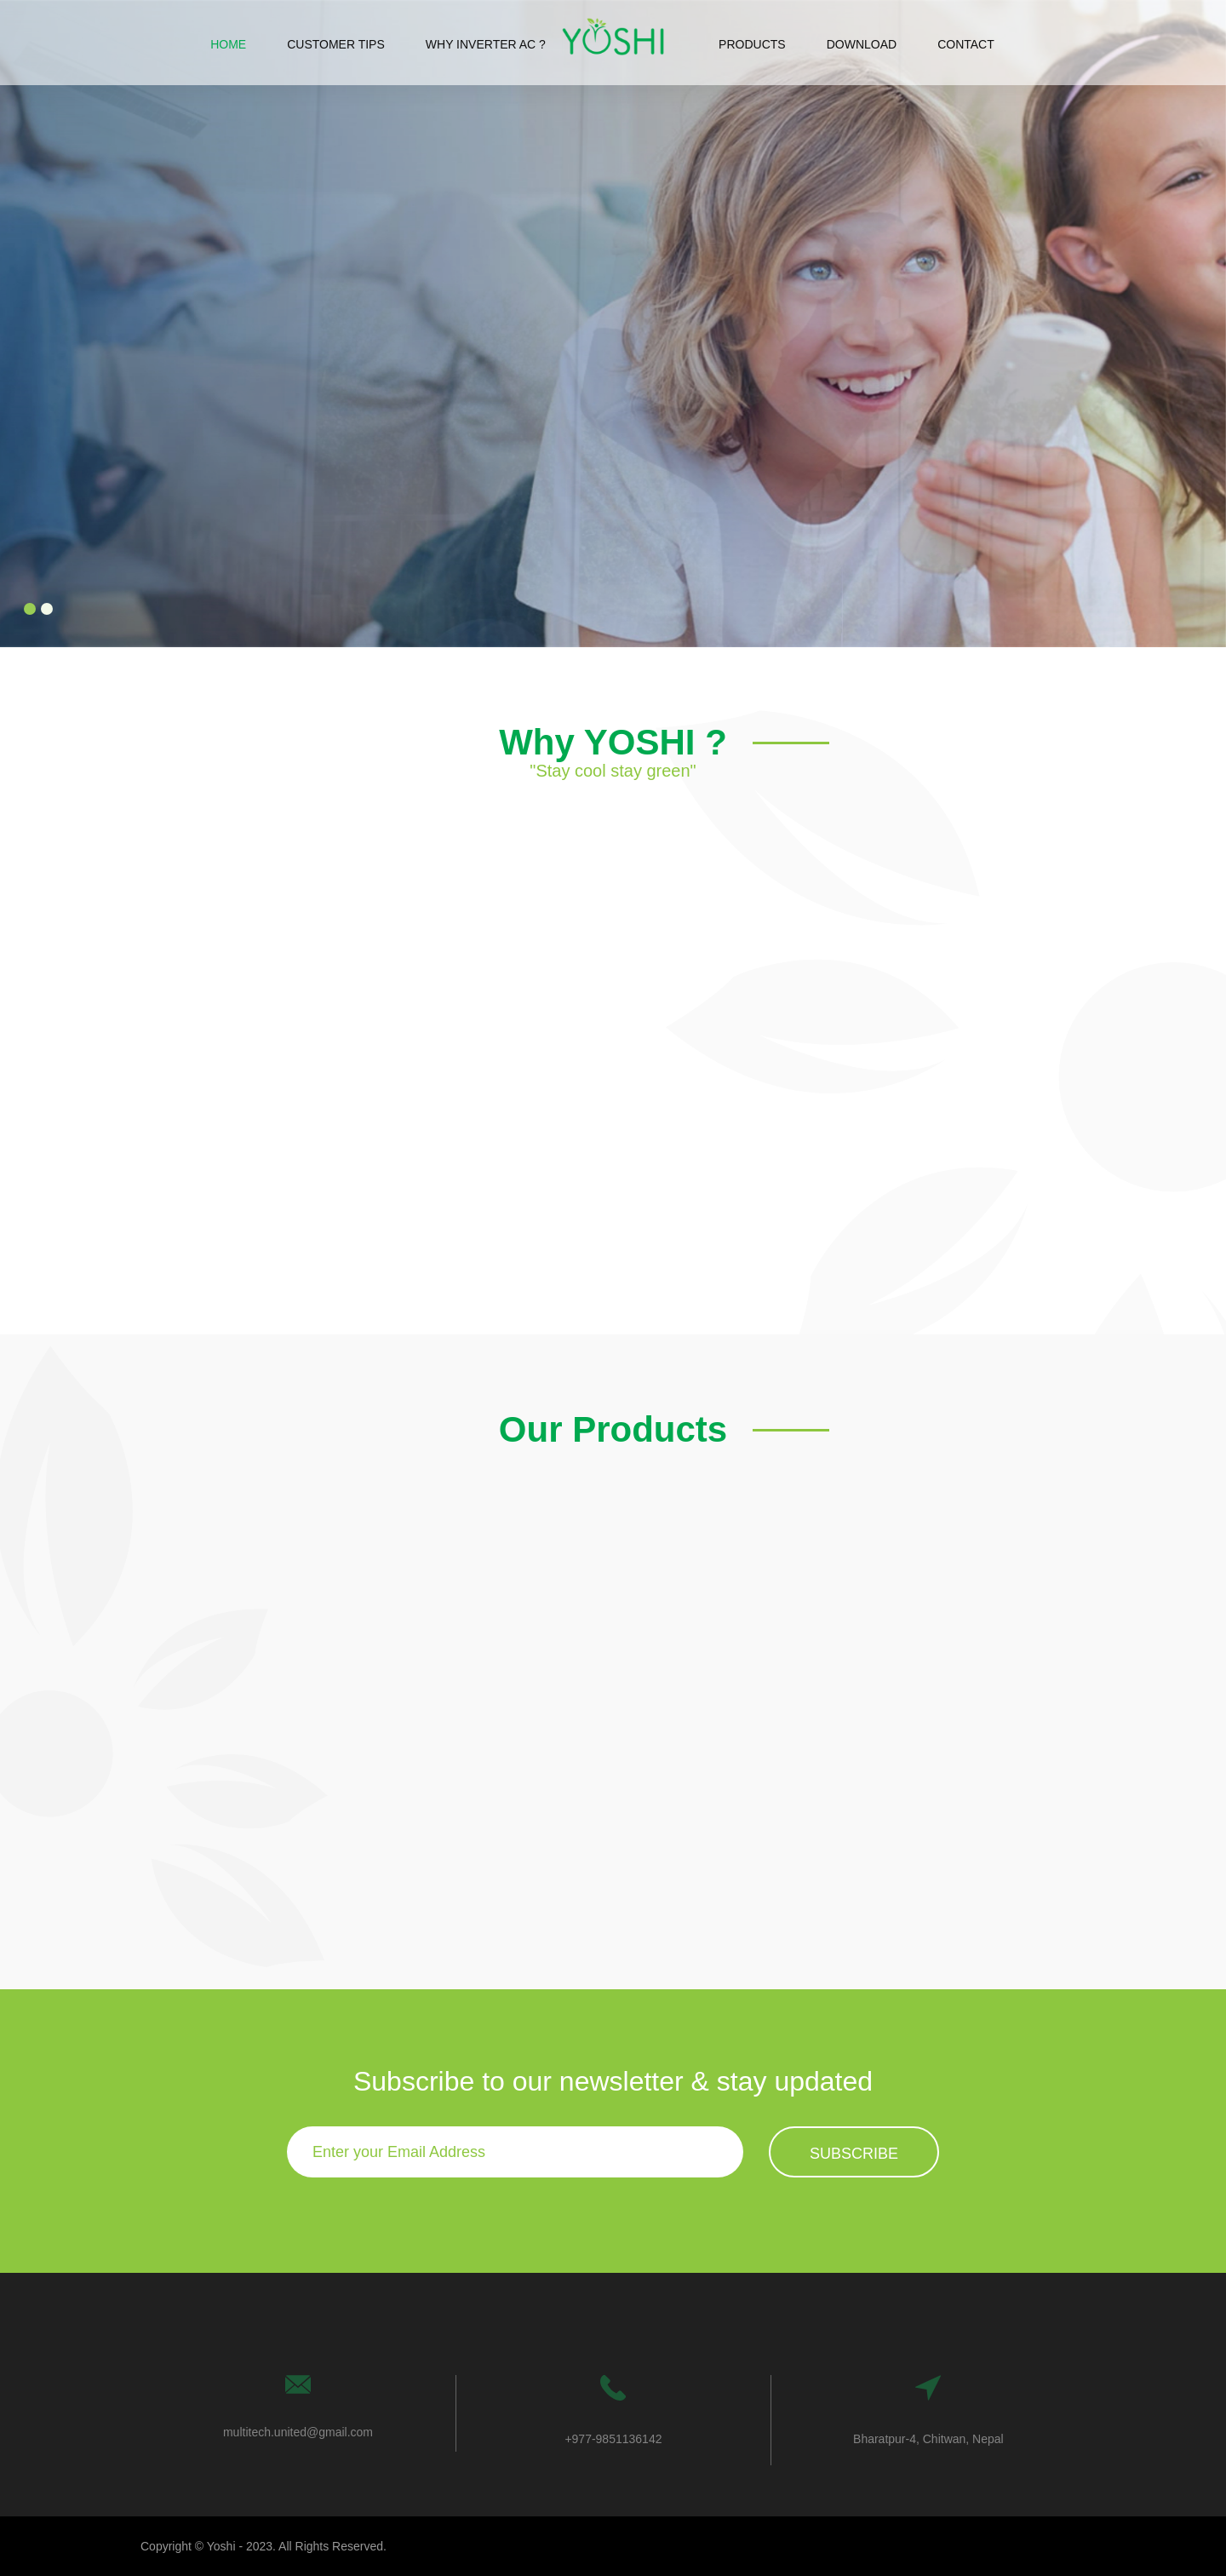 HOME CUSTOMER TIPS WHY INVERTER AC ? YOSHI PRODUCTS DOWNLOAD CONTACT
Why YOSHI ?
"Stay cool stay green"
Our Products
Subscribe to our newsletter & stay updated
Enter your Email Address SUBSCRIBE
multitech.united@gmail.com
+977-9851136142
Bharatpur-4, Chitwan, Nepal
Copyright © Yoshi - 2023. All Rights Reserved.